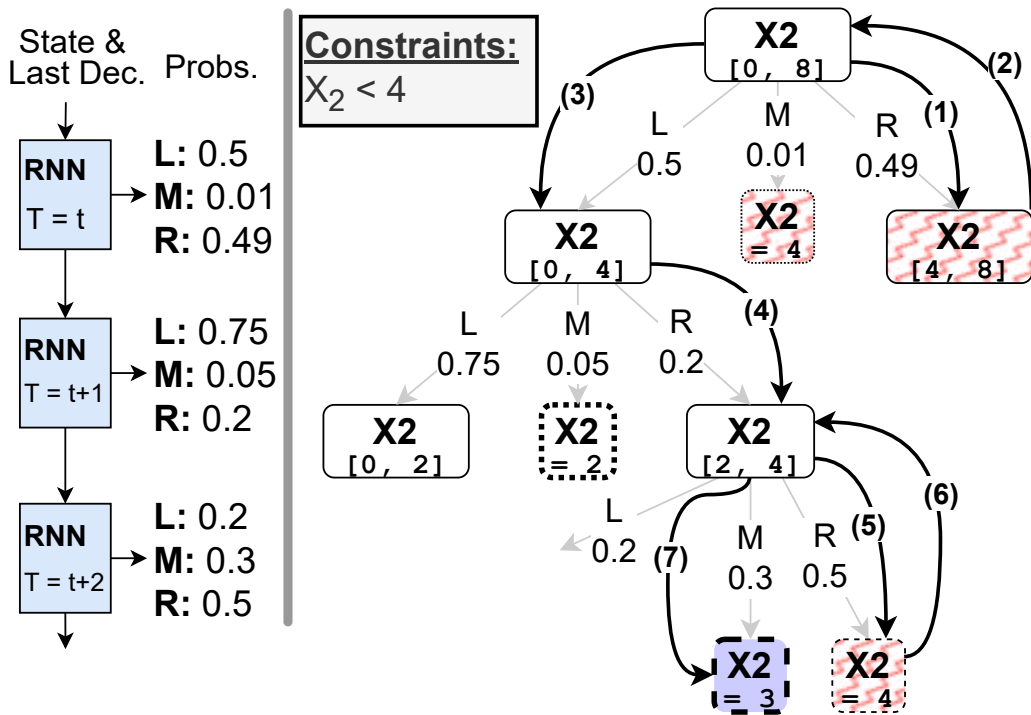 State &
Last Dec.
Probs.
RNN
T = t
L: 0.5
M: 0.01
R: 0.49
RNN
T = t+1
L: 0.75
M: 0.05
R: 0.2
RNN
T = t+2
L: 0.2
M: 0.3
R: 0.5
Constraints:
X2 < 4
X2
[0, 8]
(3)
(1)
(2)
L
0.5
M
0.01
R
0.49
X2
[0, 4]
X2
= 4
X2
[4, 8]
(4)
L
0.75
M
0.05
R
0.2
X2
[0, 2]
X2
= 2
X2
[2, 4]
(7)
(5)
(6)
L
0.2
M
0.3
R
0.5
X2
= 3
X2
= 4